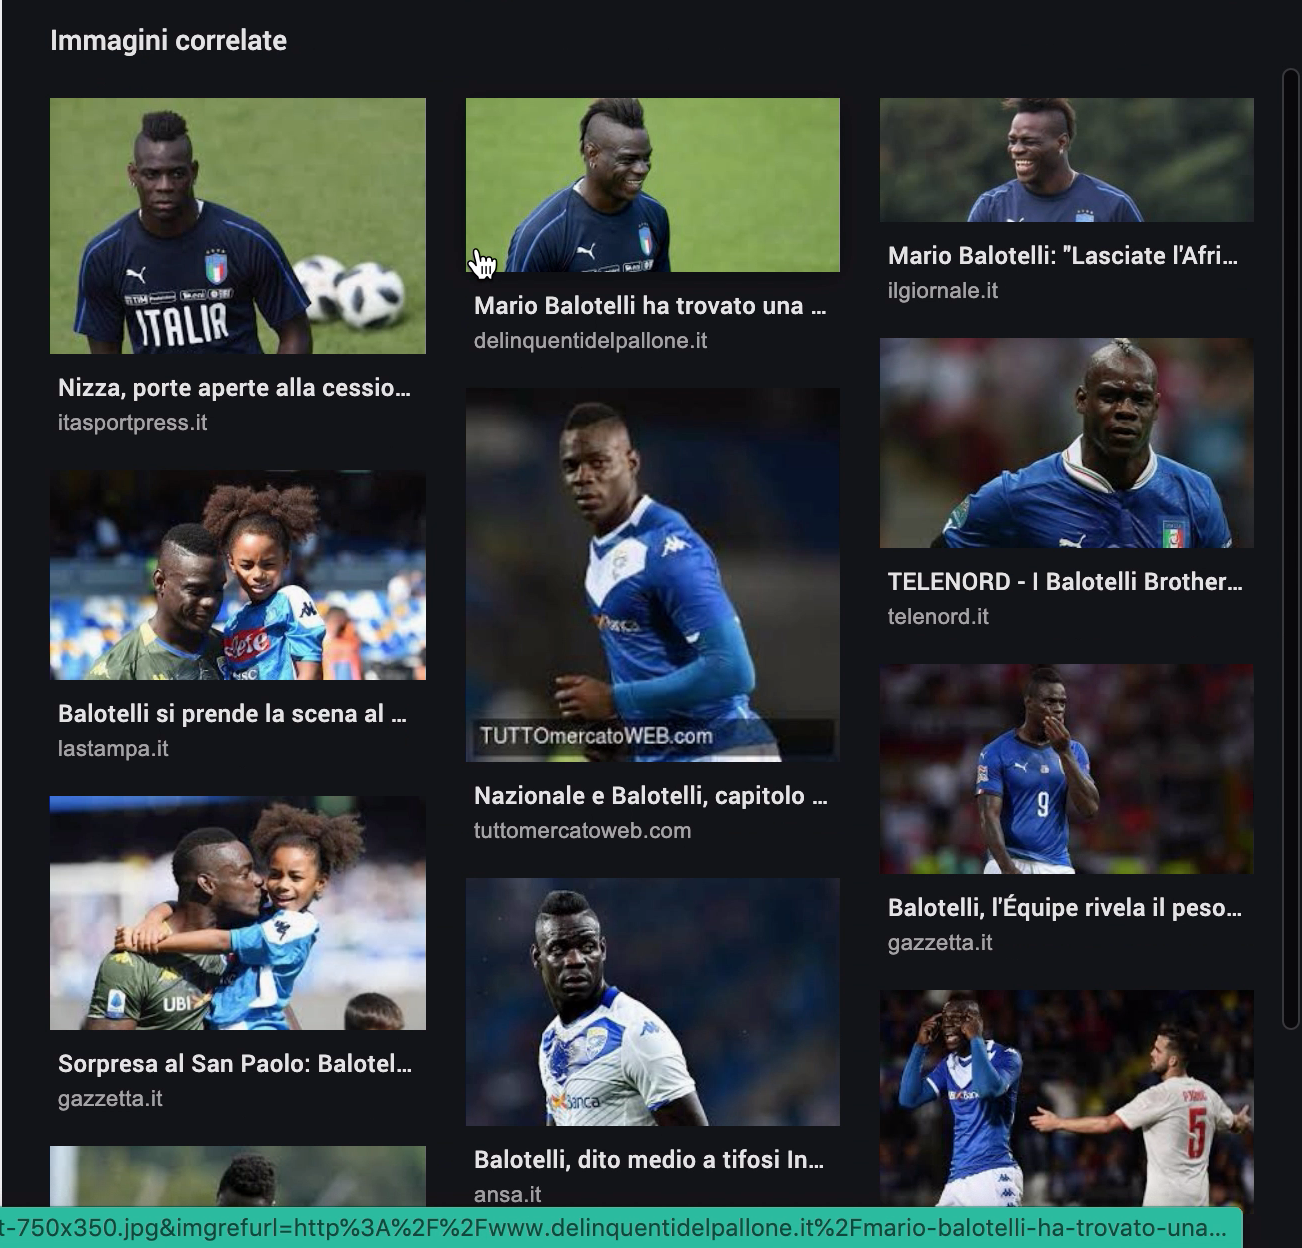 Immagini correlate
ITALIA
Nizza, porte aperte alla cessio...
itasportpress.it
Mario Balotelli ha trovato una ...
delinquentidelpallone.it
Mario Balotelli: "Lasciate l'Afri...
ilgiornale.it
Lete
Balotelli si prende la scena al ...
lastampa.it
TUTTOmercatoWEB.com
Nazionale e Balotelli, capitolo ...
tuttomercatoweb.com
TELENORD - I Balotelli Brother...
telenord.it
9
Balotelli, l'Équipe rivela il peso...
gazzetta.it
UBI
Sorpresa al San Paolo: Balotel...
gazzetta.it
Banca
Balotelli, dito medio a tifosi In...
ansa.it
5
t-750x350.jpg&imgrefurl=http%3A%2F%2Fwww.delinquentidelpallone.it%2Fmario-balotelli-ha-trovato-una...